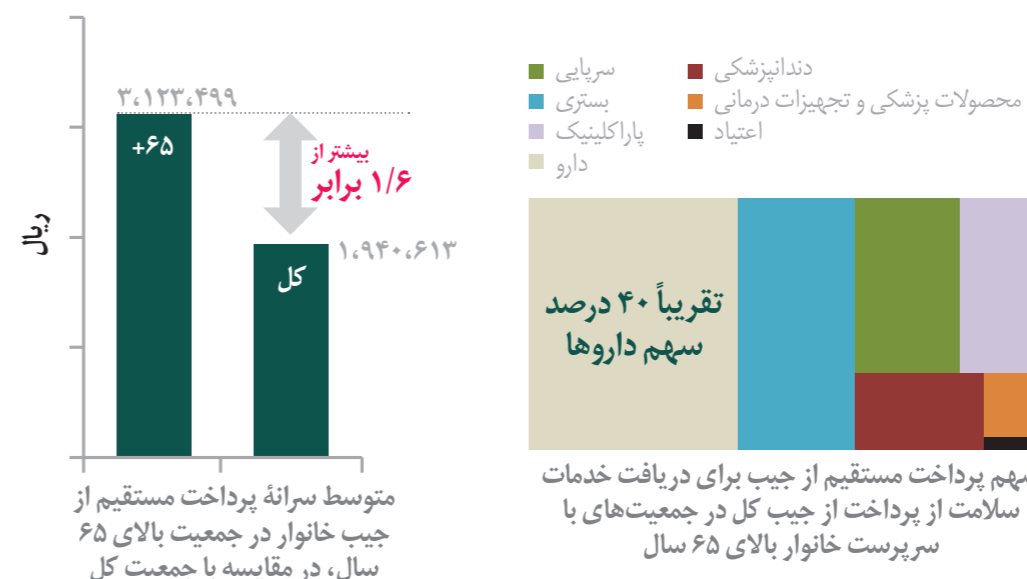 ۳،۱۲۳،۴۹۹
+۶۵
بیشتر از
۱/۶ برابر
۱،۹۴۰،۶۱۳
کل
ریال
متوسط سرانهٔ پرداخت مستقیم از
جیب خانوار در جمعیت بالای ۶۵
سال، در مقایسه با جمعیت کل
دندانپزشکی
محصولات پزشکی و تجهیزات درمانی
اعتیاد
سرپایی
بستری
پاراکلینیک
دارو
تقریباً ۴۰ درصد
سهم داروها
سهم پرداخت مستقیم از جیب برای دریافت خدمات
سلامت از پرداخت از جیب کل در جمعیت‌های با
سرپرست خانوار بالای ۶۵ سال